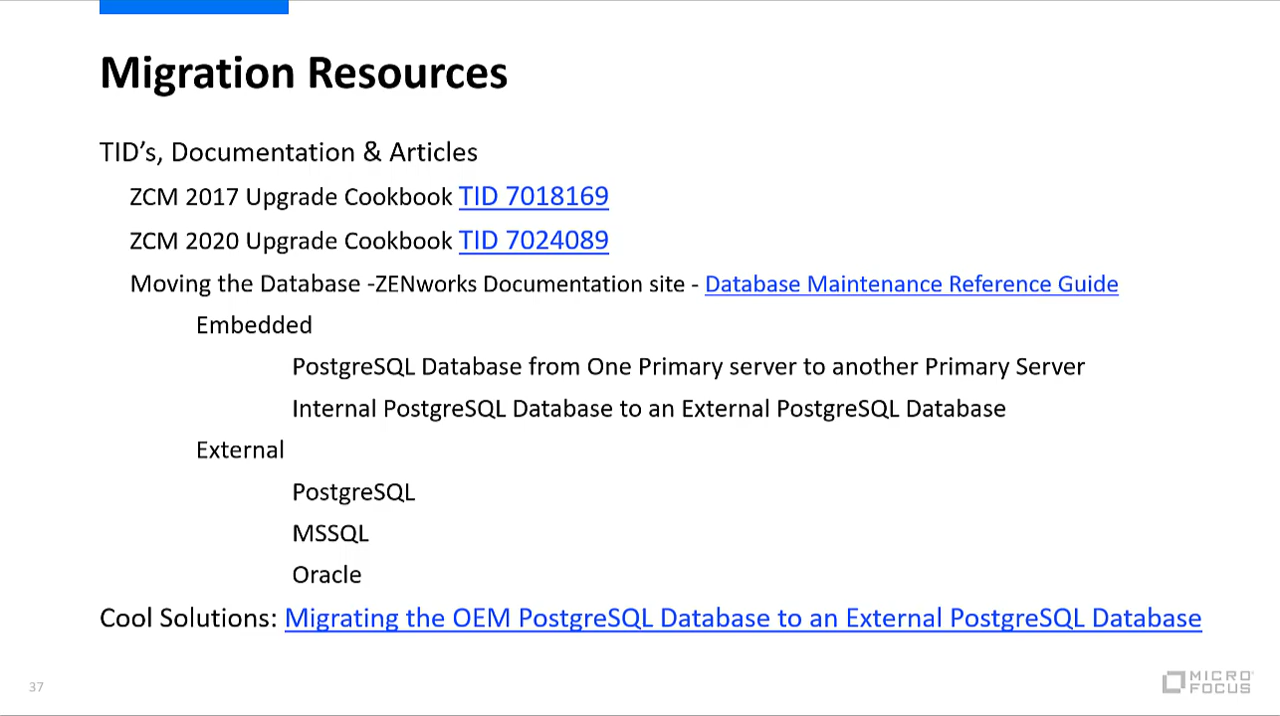 Migration Resources
TID's, Documentation & Articles
ZCM 2017 Upgrade Cookbook TID 7018169
ZCM 2020 Upgrade Cookbook TID 7024089
Moving the Database -ZENworks Documentation site - Database Maintenance Reference Guide
Embedded
PostgreSQL Database from One Primary server to another Primary Server
Internal PostgreSQL Database to an External PostgreSQL Database
External
PostgreSQL
MSSQL
Oracle
Cool Solutions: Migrating the OEM PostgreSQL Database to an External PostgreSQL Database
37
MICRO
FOCUS